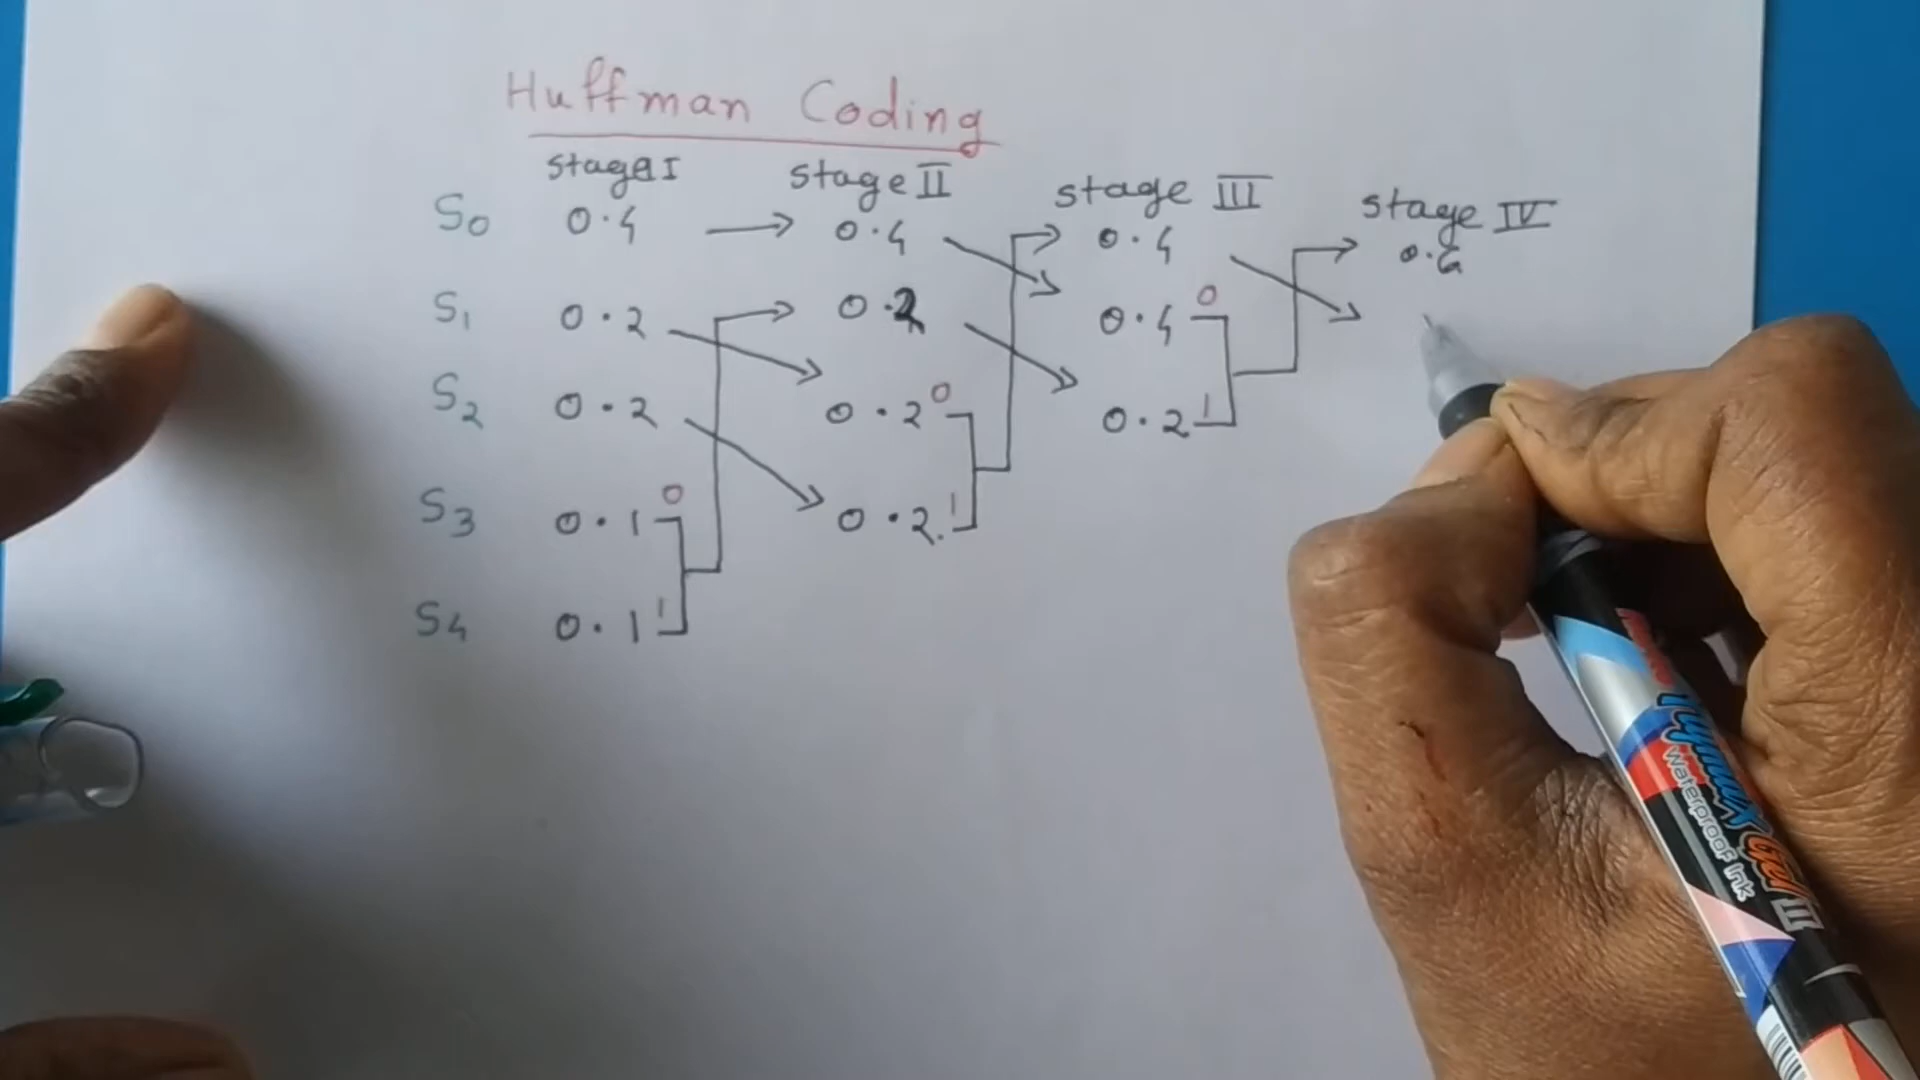 Huffman Coding
stage I stage II stage III stage IV
S0 0.4 0.4 0.4 0.6
S1 0.2 0.2 0.4 0
S2 0.2 0.2 0 0.2 1
S3 0.1 0 0.2. 1
S4 0.1 1
Waterproof Ink
III